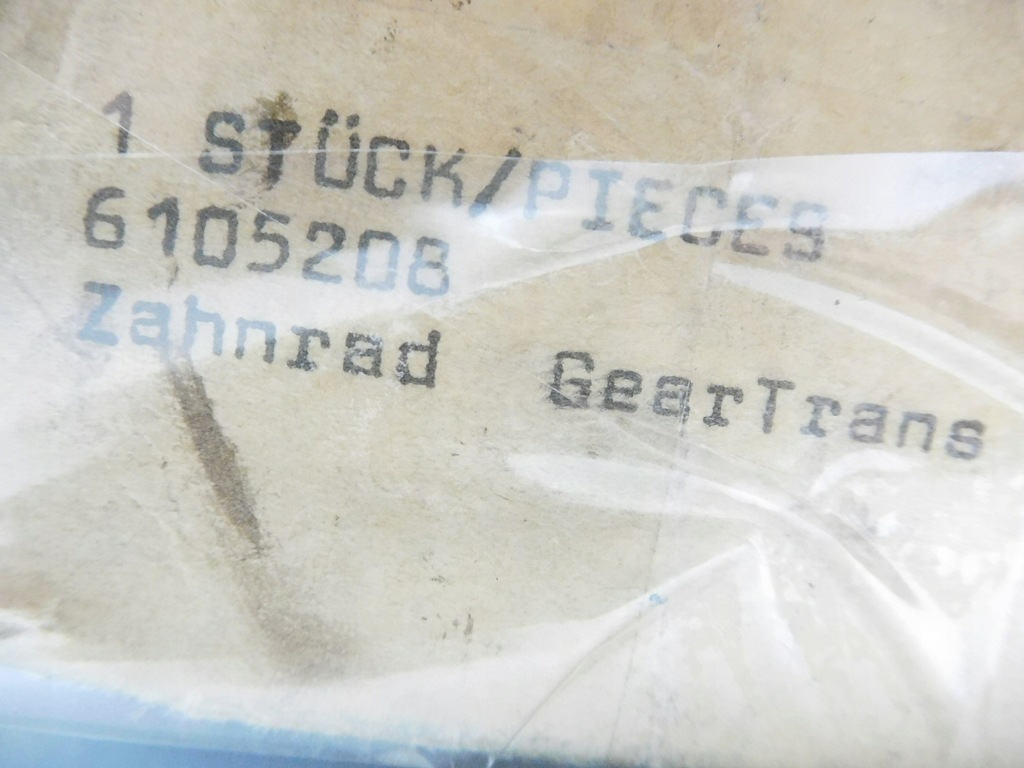 1 STÜCK/PIECES
6105208
Zahnrad GearTrans